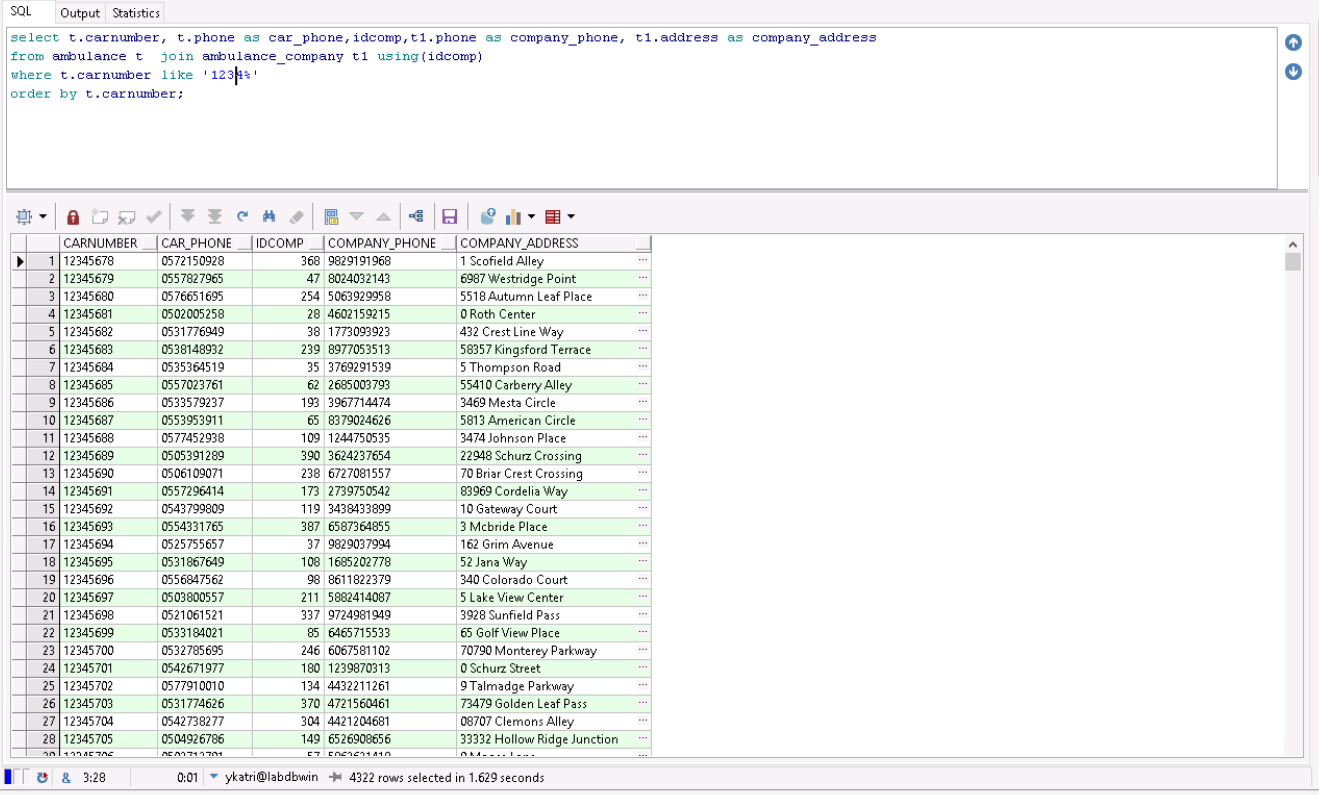 SQL Output Statistics
select t.carnumber, t.phone as car_phone,idcomp,t1.phone as company_phone, t1.address as company_address
from ambulance t  join ambulance_company t1 using(idcomp)
where t.carnumber like '1234%'
order by t.carnumber;
CARNUMBER CAR_PHONE IDCOMP COMPANY_PHONE COMPANY_ADDRESS
1 12345678 0572150928 368 9829191968 1 Scofield Alley ...
2 12345679 0557827965 47 8024032143 6987 Westridge Point ...
3 12345680 0576651695 254 5063929958 5518 Autumn Leaf Place ...
4 12345681 0502005258 28 4602159215 0 Roth Center ...
5 12345682 0531776949 38 1773093923 432 Crest Line Way ...
6 12345683 0538148932 239 8977053513 58357 Kingsford Terrace ...
7 12345684 0535364519 35 3769291539 5 Thompson Road ...
8 12345685 0557023761 62 2685003793 55410 Carberry Alley ...
9 12345686 0533579237 193 3967714474 3469 Mesta Circle ...
10 12345687 0553953911 65 8379024626 5813 American Circle ...
11 12345688 0577452938 109 1244750535 3474 Johnson Place ...
12 12345689 0505391289 390 3624237654 22948 Schurz Crossing ...
13 12345690 0506109071 238 6727081557 70 Briar Crest Crossing ...
14 12345691 0557296414 173 2739750542 83969 Cordelia Way ...
15 12345692 0543799809 119 3438433899 10 Gateway Court ...
16 12345693 0554331765 387 6587364855 3 Mcbride Place ...
17 12345694 0525755657 37 9829037994 162 Grim Avenue ...
18 12345695 0531867649 108 1685202778 52 Jana Way ...
19 12345696 0556847562 98 8611822379 340 Colorado Court ...
20 12345697 0503800557 211 5882414087 5 Lake View Center ...
21 12345698 0521061521 337 9724981949 3928 Sunfield Pass ...
22 12345699 0533184021 85 6465715533 65 Golf View Place ...
23 12345700 0532785695 246 6067581102 70790 Monterey Parkway ...
24 12345701 0542671977 180 1239870313 0 Schurz Street ...
25 12345702 0577910010 134 4432211261 9 Talmadge Parkway ...
26 12345703 0531774626 370 4721560461 73479 Golden Leaf Pass ...
27 12345704 0542738277 304 4421204681 08707 Clemons Alley ...
28 12345705 0504926786 149 6526908656 33332 Hollow Ridge Junction ...
& 3:28 0:01 ykatri@labdbwin 4322 rows selected in 1.629 seconds